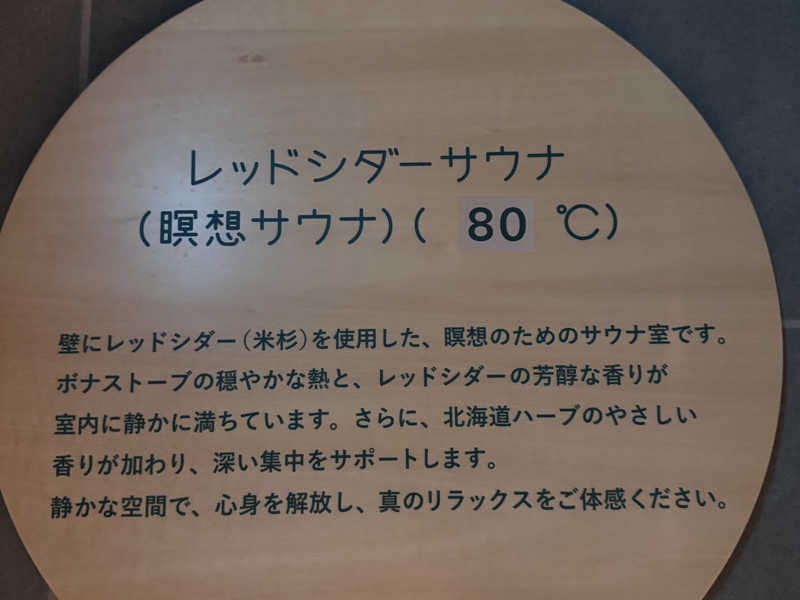 レッドシダーサウナ
(瞑想サウナ)( 80 ℃)
壁にレッドシダー(米杉)を使用した、瞑想のためのサウナ室です。
ボナストーブの穏やかな熱と、レッドシダーの芳醇な香りが
室内に静かに満ちています。さらに、北海道ハーブのやさしい
香りが加わり、深い集中をサポートします。
静かな空間で、心身を解放し、真のリラックスをご体感ください。